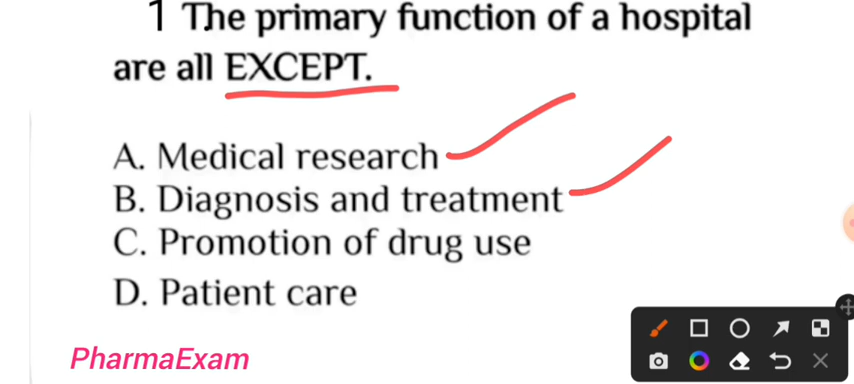 1 The primary function of a hospital
are all EXCEPT.
A. Medical research
B. Diagnosis and treatment
C. Promotion of drug use
D. Patient care
PharmaExam